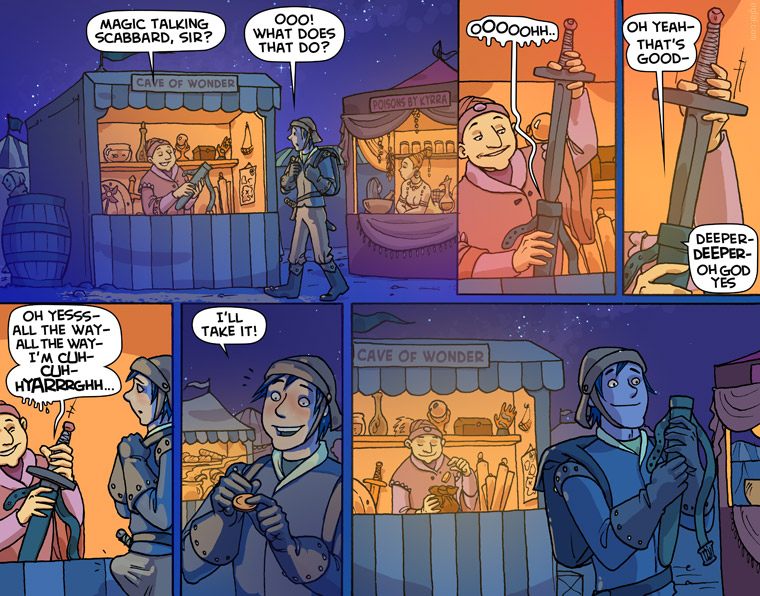 MAGIC TALKING
SCABBARD, SIR?
OOO!
WHAT DOES
THAT DO?
CAVE OF WONDER
POISONS BY KYRRA
OOOOOHH..
OH YEAH-
THAT'S
GOOD-
DEEPER-
DEEPER-
OH GOD
YES
OH YESSS-
ALL THE WAY-
ALL THE WAY-
I'M CUH-
CUH-
HYARRRGHH...
I'LL
TAKE IT!
CAVE OF WONDER